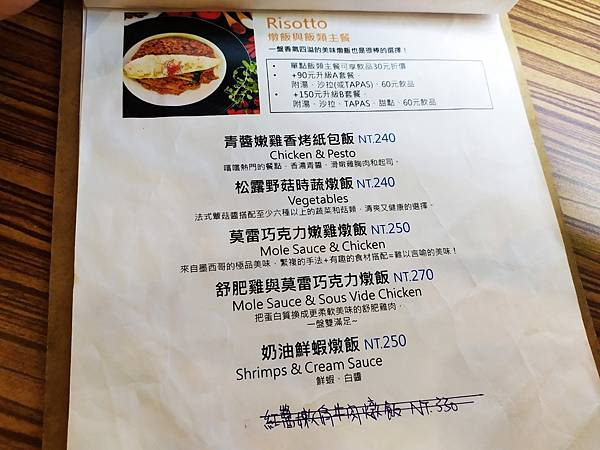 Risotto
燉飯與飯類主餐
一盤香氣四溢的美味燉飯也是很棒的選擇！
• 單點飯類主餐可享飲品30元折價
• +90元升級A套餐，
附湯、沙拉(或TAPAS)、60元飲品
• +150元升級B套餐，
附湯、沙拉、TAPAS、甜點、60元飲品
青醬嫩雞香烤紙包飯 NT.240
Chicken & Pesto
嚐嚐熱門的餐點，香濃青醬，滑嫩雞胸肉和起司。
松露野菇時蔬燉飯 NT.240
Vegetables
法式蕈菇醬搭配至少六種以上的蔬菜和菇類，清爽又健康的選擇。
莫雷巧克力嫩雞燉飯 NT.250
Mole Sauce & Chicken
來自墨西哥的極品美味，繁複的手法+有趣的食材搭配=難以言喻的美味！
舒肥雞與莫雷巧克力燉飯 NT.270
Mole Sauce & Sous Vide Chicken
把蛋白質換成更柔軟美味的舒肥雞肉，
一盤雙滿足~
奶油鮮蝦燉飯 NT.250
Shrimps & Cream Sauce
鮮蝦、白醬
紅醬嫩肩牛肉燉飯 NT.330